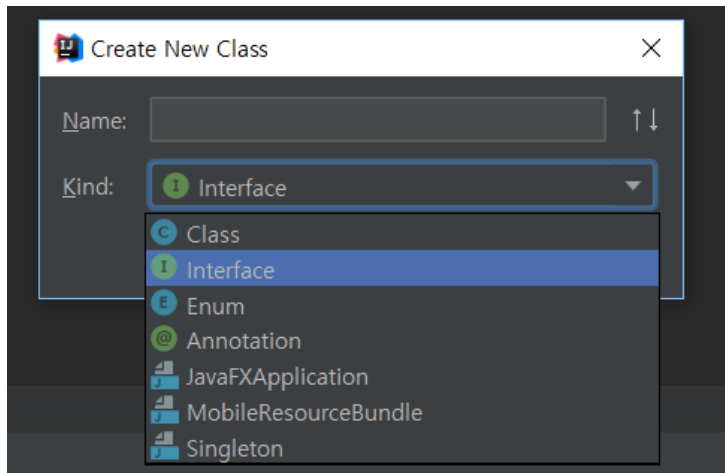 Create New Class
Name:
Kind: Interface
Class
Interface
Enum
Annotation
JavaFXApplication
MobileResourceBundle
Singleton